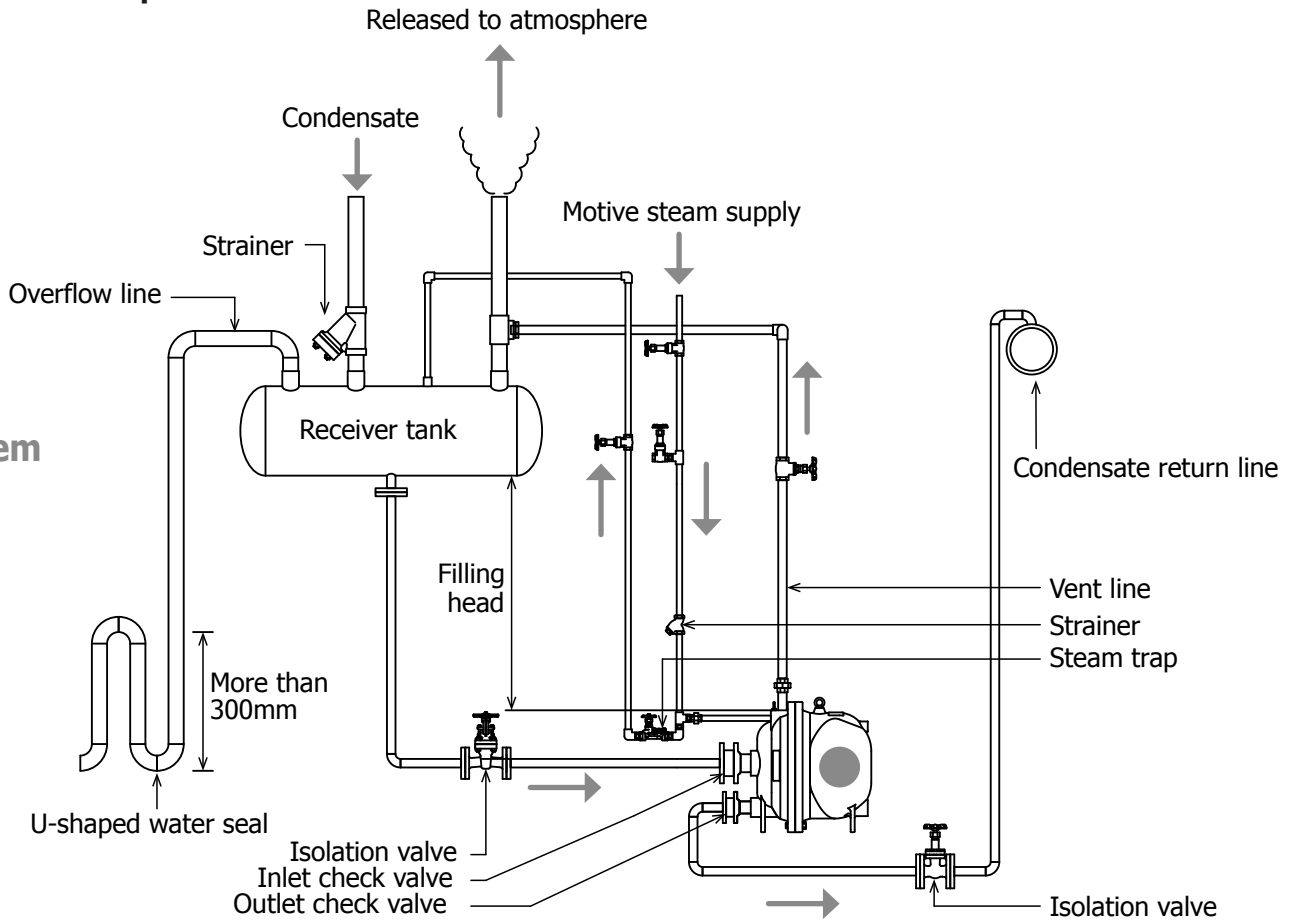 Released to atmosphere
Condensate
Motive steam supply
Strainer
Overflow line
Receiver tank
em
Condensate return line
Filling
head
Vent line
Strainer
Steam trap
More than
300mm
U-shaped water seal
Isolation valve
Inlet check valve
Outlet check valve
Isolation valve